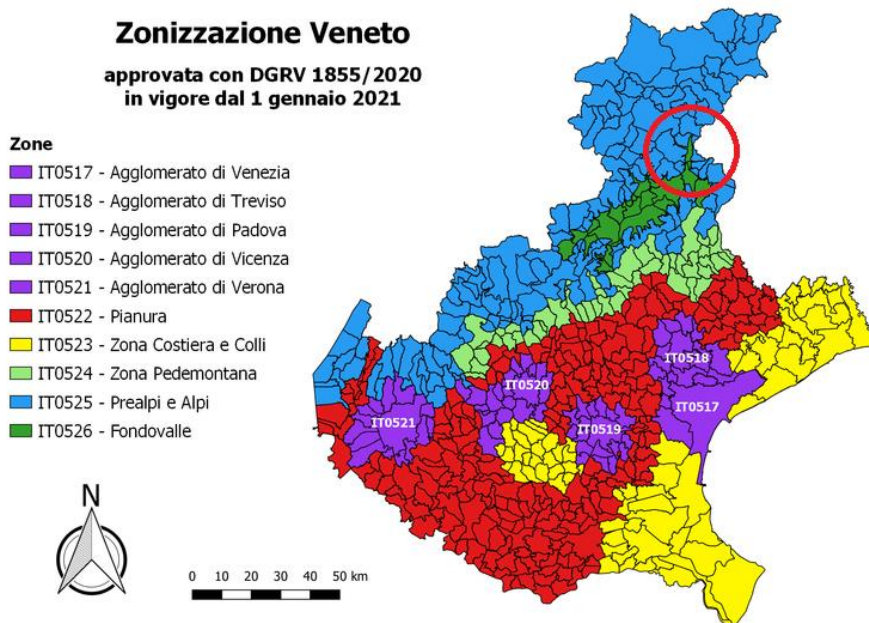 Zonizzazione Veneto
approvata con DGRV 1855/2020
in vigore dal 1 gennaio 2021
Zone
IT0517 - Agglomerato di Venezia
IT0518 - Agglomerato di Treviso
IT0519 - Agglomerato di Padova
IT0520 - Agglomerato di Vicenza
IT0521 - Agglomerato di Verona
IT0522 - Pianura
IT0523 - Zona Costiera e Colli
IT0524 - Zona Pedemontana
IT0525 - Prealpi e Alpi
IT0526 - Fondovalle
IT0518
IT0520
IT0517
IT0521
IT0519
N
0 10 20 30 40 50 km